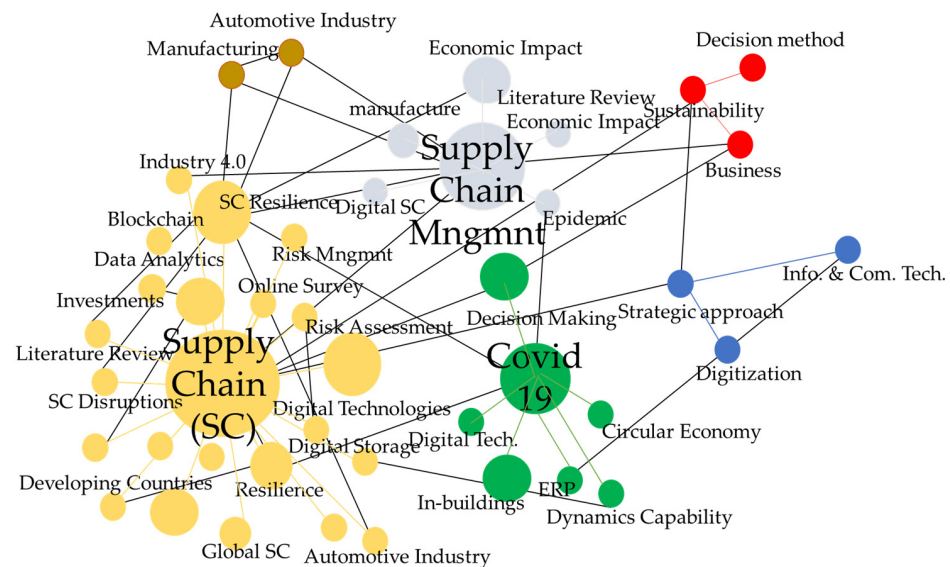 Automotive Industry
Manufacturing
Economic Impact
Decision method
manufacture
Literature Review
Sustainability
Economic Impact
Supply
Chain
Mngmnt
Industry 4.0
Business
SC Resilience
Digital SC
Blockchain
Epidemic
Data Analytics
Risk Mngmnt
Info. & Com. Tech.
Investments
Online Survey
Strategic approach
Decision Making
Risk Assessment
Literature Review
Supply
Chain
(SC)
Covid
19
Digitization
SC Disruptions
Digital Technologies
Circular Economy
Digital Storage
Digital Tech.
Developing Countries
Resilience
In-buildings
ERP
Dynamics Capability
Global SC
Automotive Industry